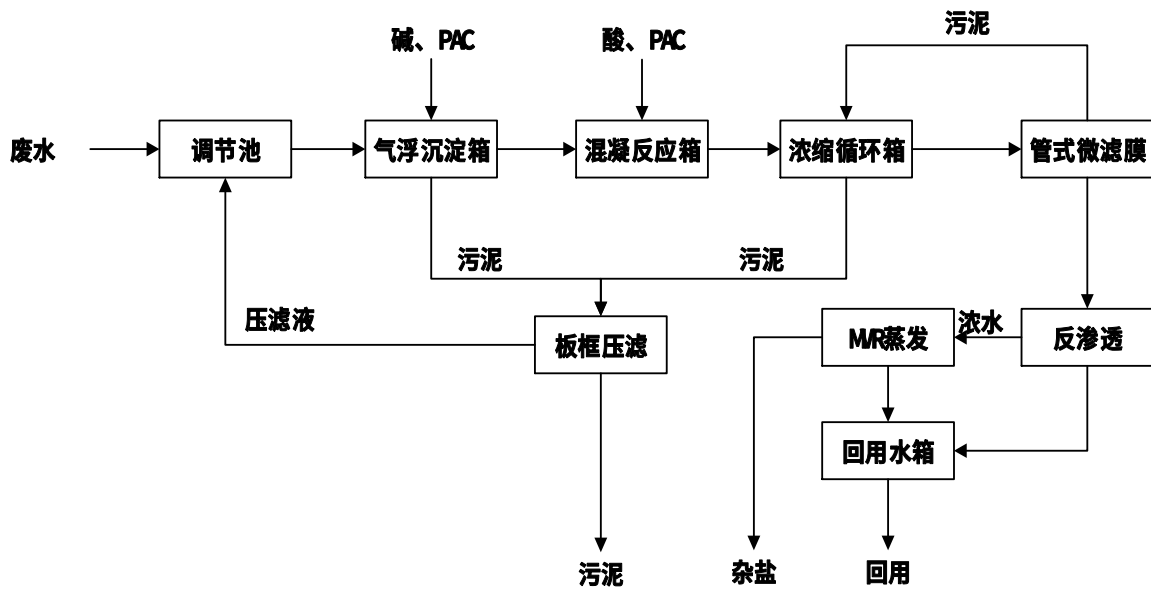 污泥
碱、PAC
酸、PAC
废水
调节池
气浮沉淀箱
混凝反应箱
浓缩循环箱
管式微滤膜
污泥
污泥
压滤液
板框压滤
MVR蒸发
浓水
反渗透
回用水箱
污泥
杂盐
回用